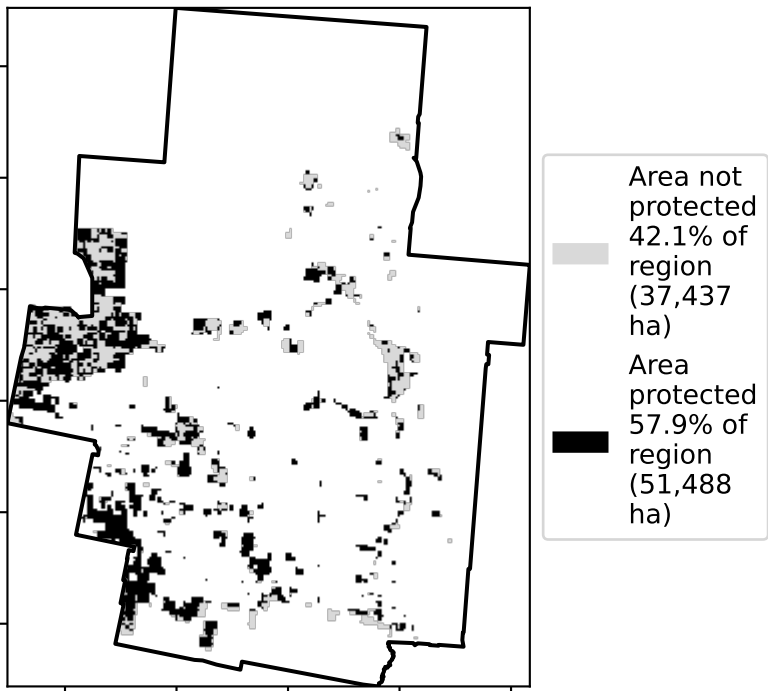 Area not
protected
42.1% of
region
(37,437
ha)
Area
protected
57.9% of
region
(51,488
ha)